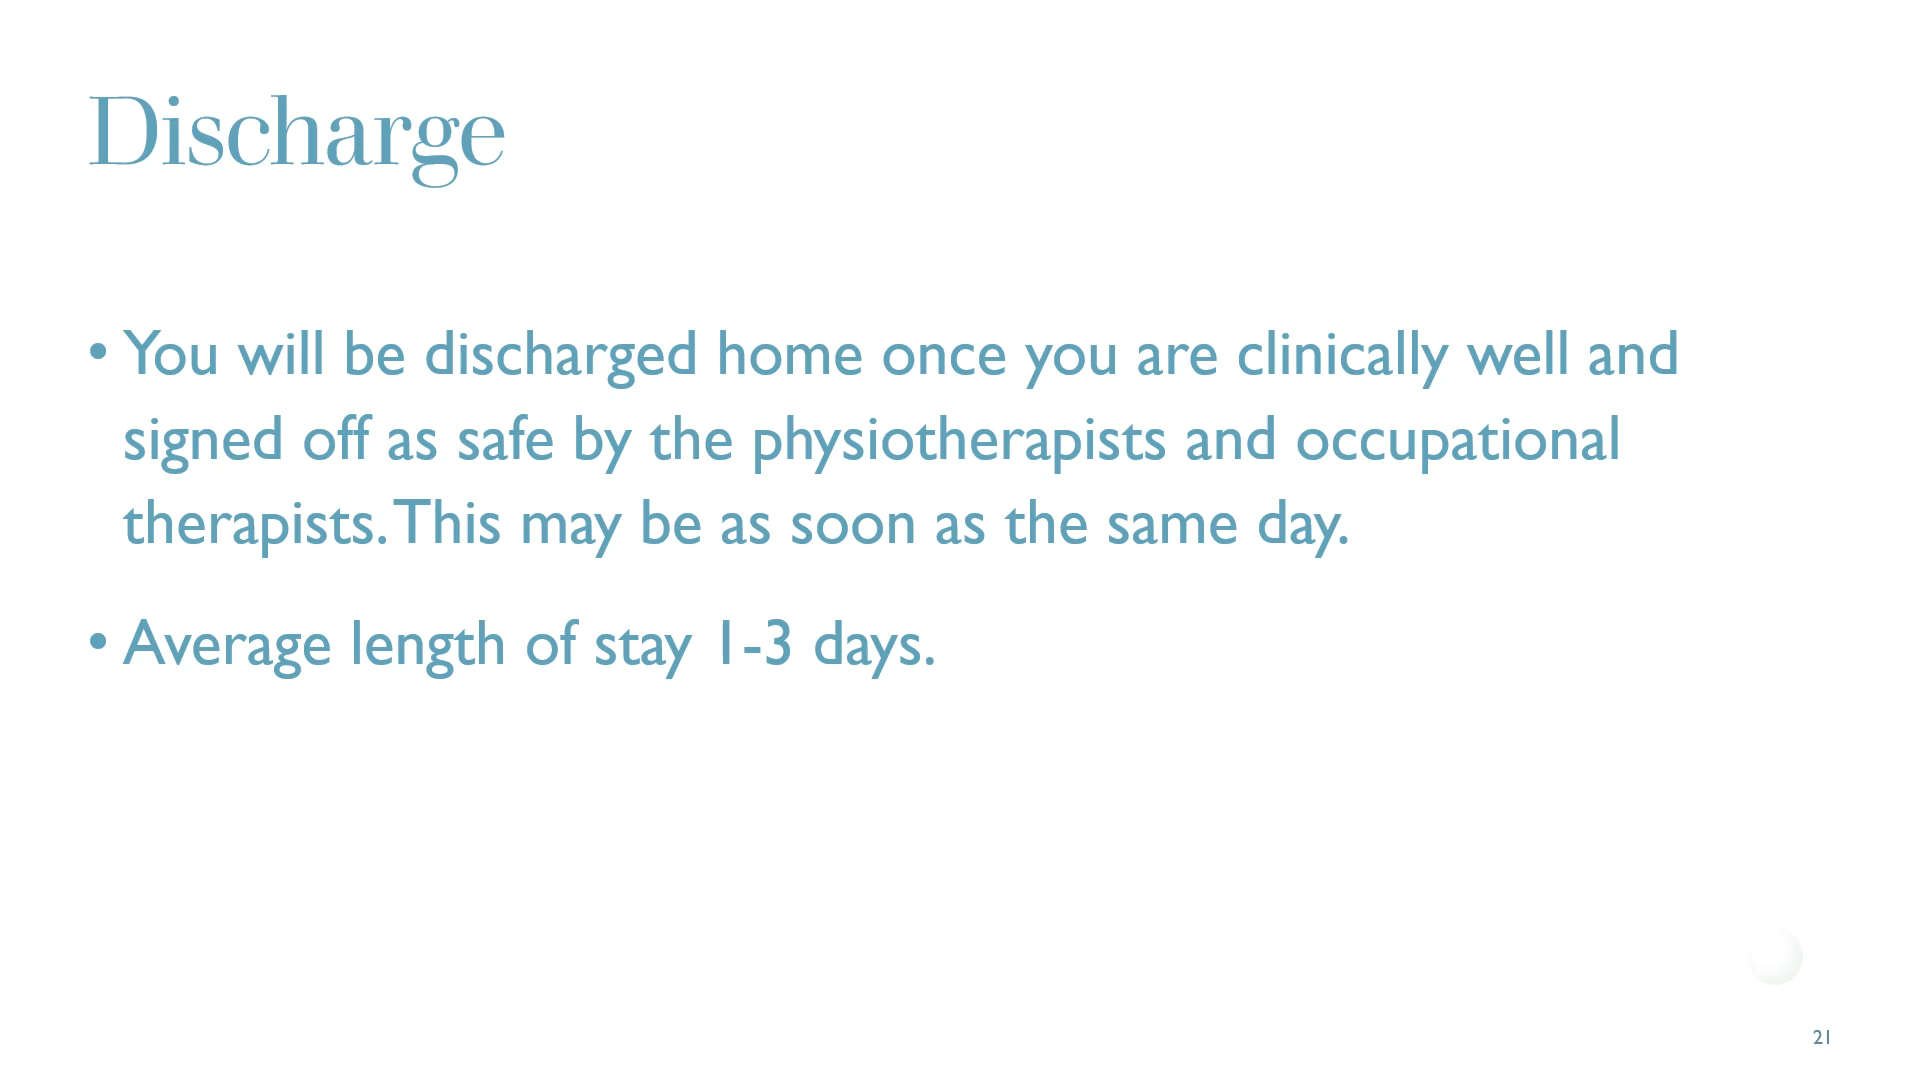 Discharge
• You will be discharged home once you are clinically well and
signed off as safe by the physiotherapists and occupational
therapists. This may be as soon as the same day.
• Average length of stay 1-3 days.
21